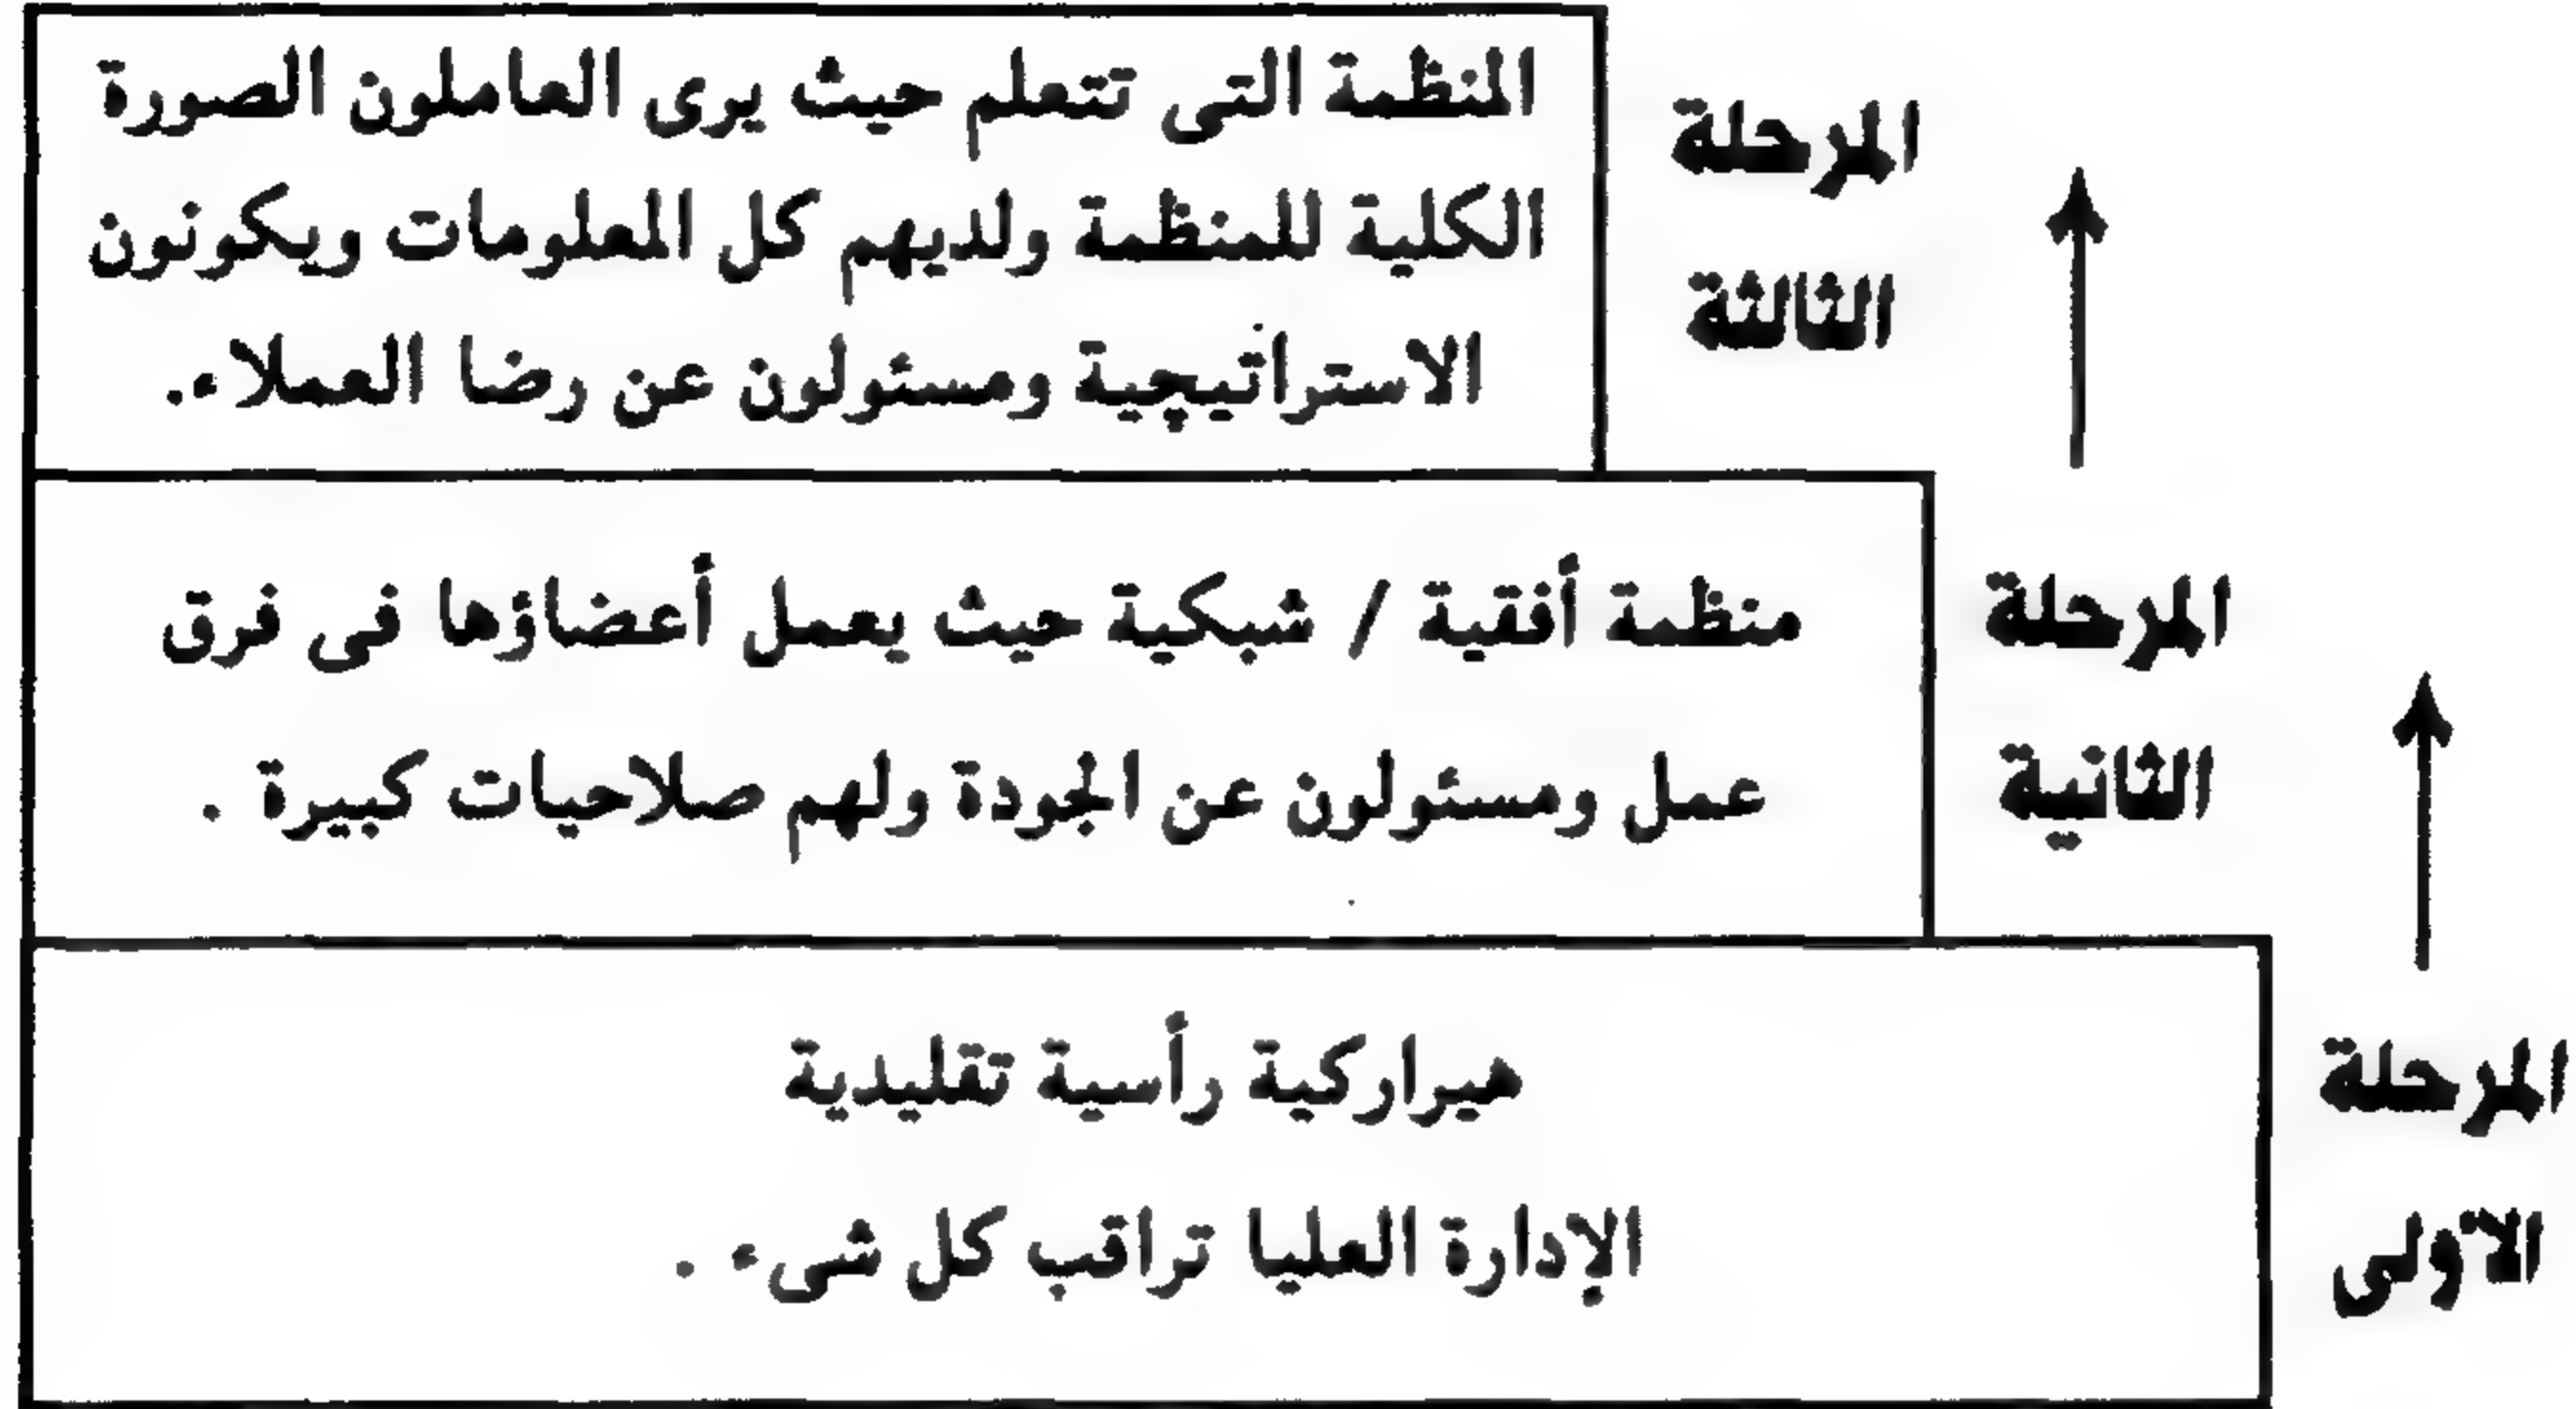 المنظمة التى تتعلم حيث يرى العاملون الصورة
الكلية للمنظمة ولديهم كل المعلومات ويكونون
الاستراتيچية ومسئولون عن رضا العملاء.
المرحلة
الثالثة
منظمة أفقية / شبكية حيث يعمل أعضاؤها فى فرق
عمل ومسئولون عن الجودة ولهم صلاحيات كبيرة .
المرحلة
الثانية
هيراركية رأسية تقليدية
الإدارة العليا تراقب كل شىء .
المرحلة
الأولى